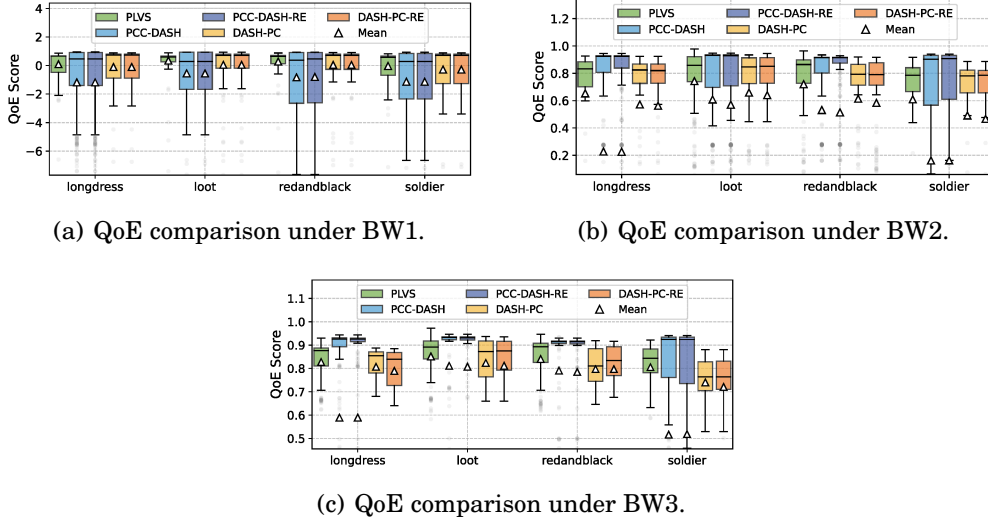 4
2
0
−2
−4
−6
QoE Score
PLVS
PCC-DASH
PCC-DASH-RE
DASH-PC
DASH-PC-RE
Mean
longdress
loot
redandblack
soldier
(a) QoE comparison under BW1.
1.2
1.0
0.8
0.6
0.4
0.2
QoE Score
PLVS
PCC-DASH
PCC-DASH-RE
DASH-PC
DASH-PC-RE
Mean
longdress
loot
redandblack
soldier
(b) QoE comparison under BW2.
1.1
1.0
0.9
0.8
0.7
0.6
0.5
QoE Score
PLVS
PCC-DASH
PCC-DASH-RE
DASH-PC
DASH-PC-RE
Mean
longdress
loot
redandblack
soldier
(c) QoE comparison under BW3.